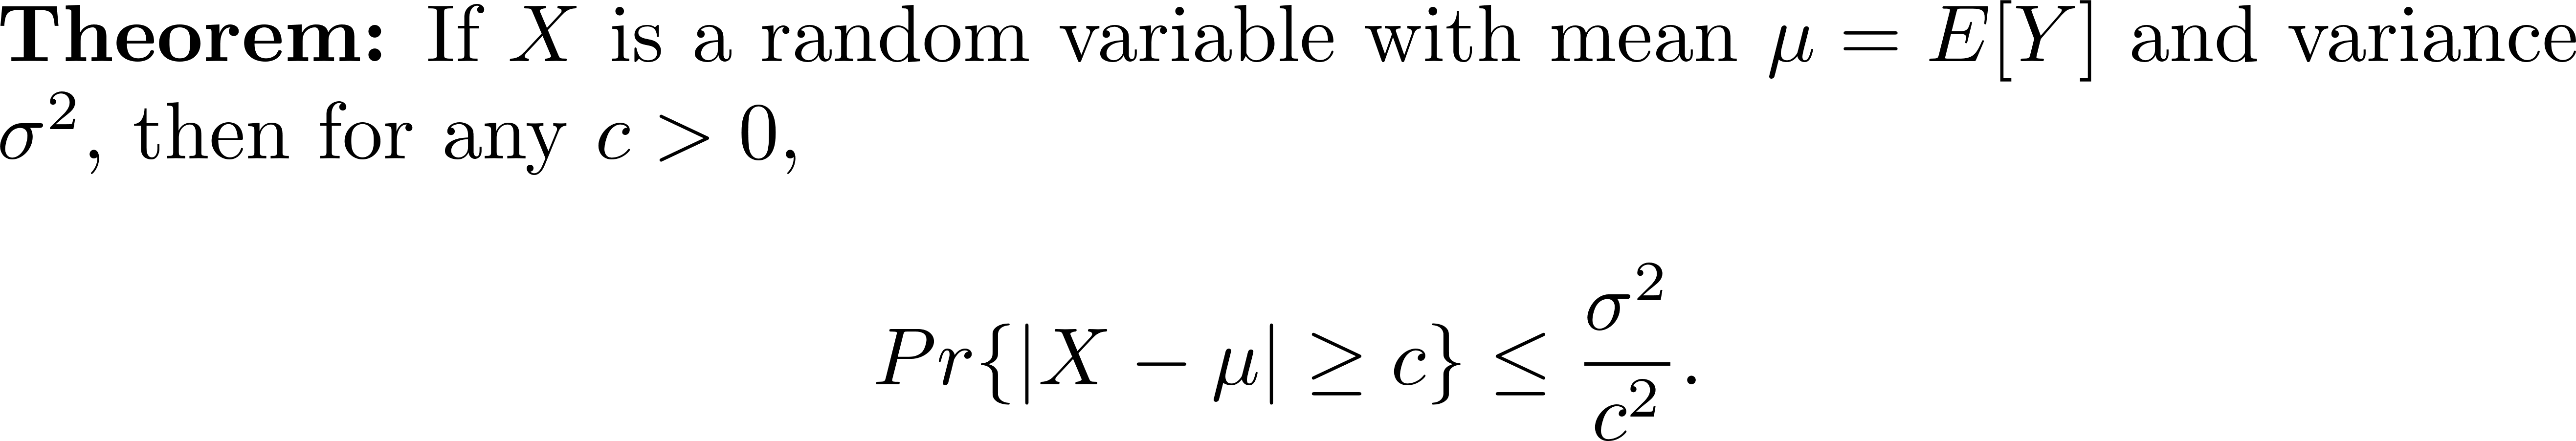 Theorem: If X is a random variable with mean μ = E[Y] and variance
σ², then for any c > 0,
Pr{|X − μ| ≥ c} ≤ σ²/c².